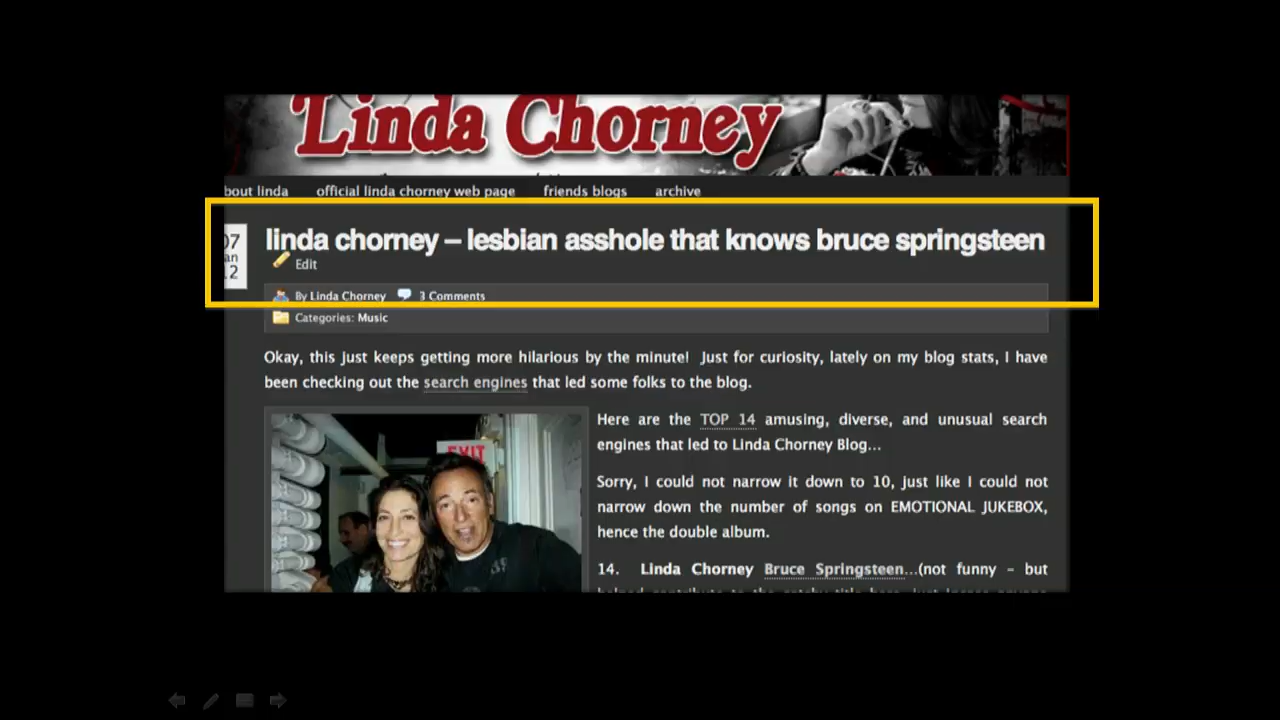 Linda Chorney
bout linda official linda chorney web page friends blogs archive
07
an
12
linda chorney – lesbian asshole that knows bruce springsteen
Edit
By Linda Chorney 3 Comments
Categories: Music
Okay, this just keeps getting more hilarious by the minute! Just for curiosity, lately on my blog stats, I have
been checking out the search engines that led some folks to the blog.
EXIT
Here are the TOP 14 amusing, diverse, and unusual search
engines that led to Linda Chorney Blog...
Sorry, I could not narrow it down to 10, just like I could not
narrow down the number of songs on EMOTIONAL JUKEBOX,
hence the double album.
14. Linda Chorney Bruce Springsteen...(not funny – but